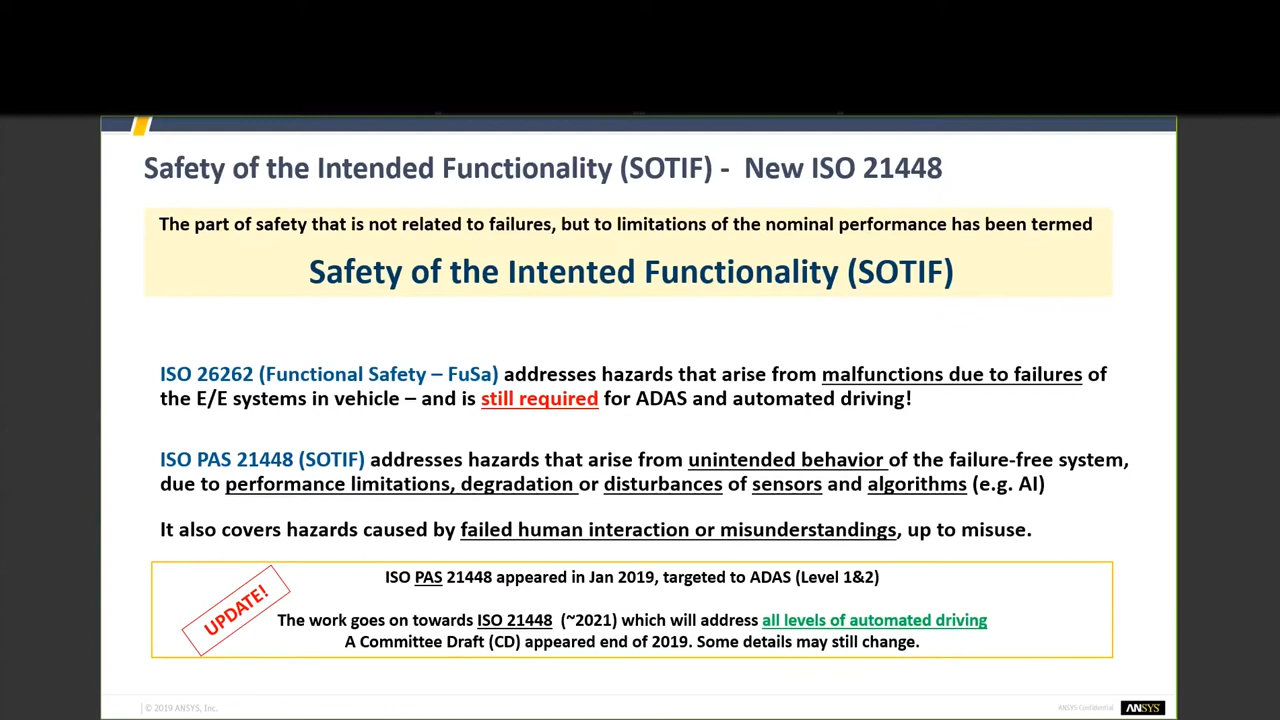 Safety of the Intended Functionality (SOTIF) - New ISO 21448
The part of safety that is not related to failures, but to limitations of the nominal performance has been termed
Safety of the Intented Functionality (SOTIF)
ISO 26262 (Functional Safety – FuSa) addresses hazards that arise from malfunctions due to failures of
the E/E systems in vehicle – and is still required for ADAS and automated driving!
ISO PAS 21448 (SOTIF) addresses hazards that arise from unintended behavior of the failure-free system,
due to performance limitations, degradation or disturbances of sensors and algorithms (e.g. AI)
It also covers hazards caused by failed human interaction or misunderstandings, up to misuse.
UPDATE!
ISO PAS 21448 appeared in Jan 2019, targeted to ADAS (Level 1&2)
The work goes on towards ISO 21448 (~2021) which will address all levels of automated driving
A Committee Draft (CD) appeared end of 2019. Some details may still change.
© 2019 ANSYS, Inc.
ANSYS Confidential
ANSYS